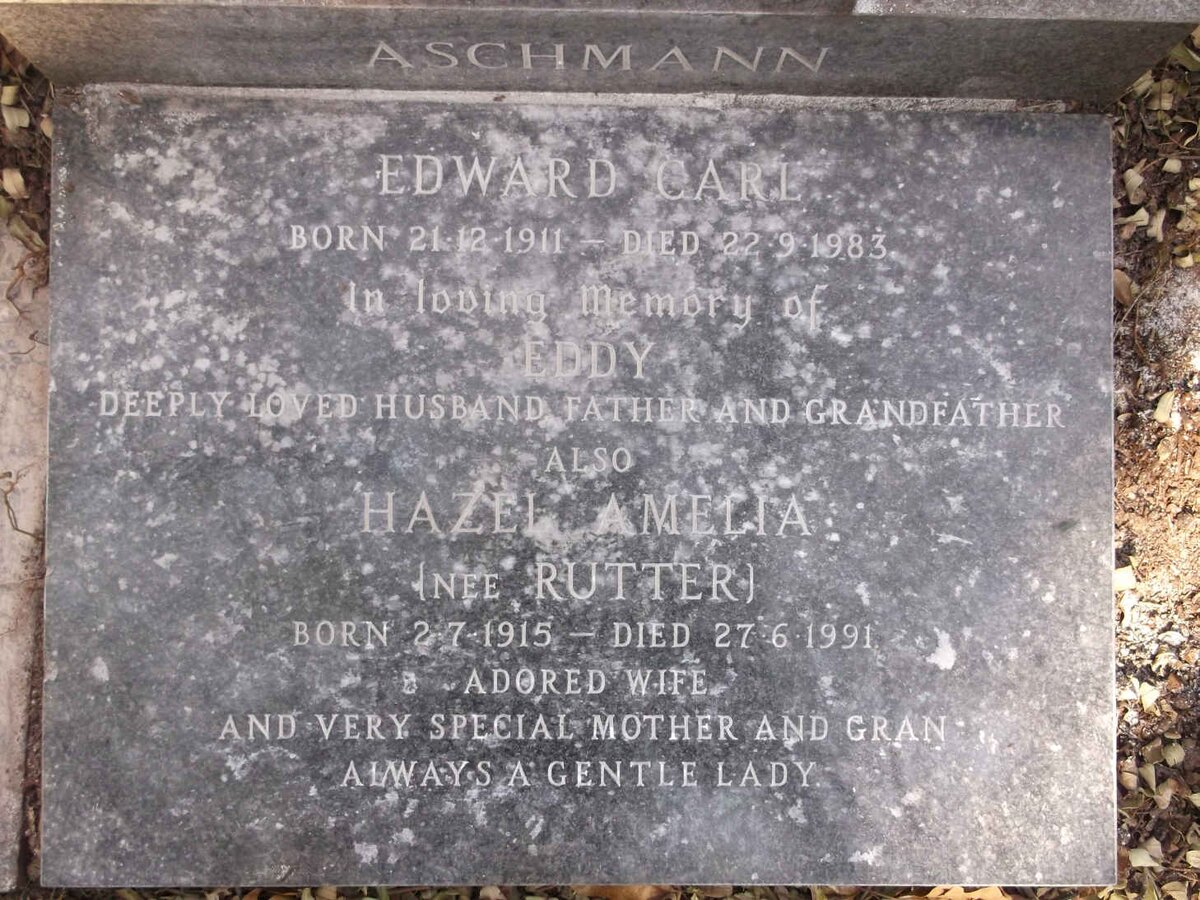 ASCHMANN
EDWARD CARL
BORN 21·12·1911 – DIED 22·9·1983
In loving Memory of
EDDY
DEEPLY LOVED HUSBAND FATHER AND GRANDFATHER
ALSO
HAZEL AMELIA
(NEE RUTTER)
BORN 2·7·1915 – DIED 27·6·1991
ADORED WIFE
AND VERY SPECIAL MOTHER AND GRAN
ALWAYS A GENTLE LADY.